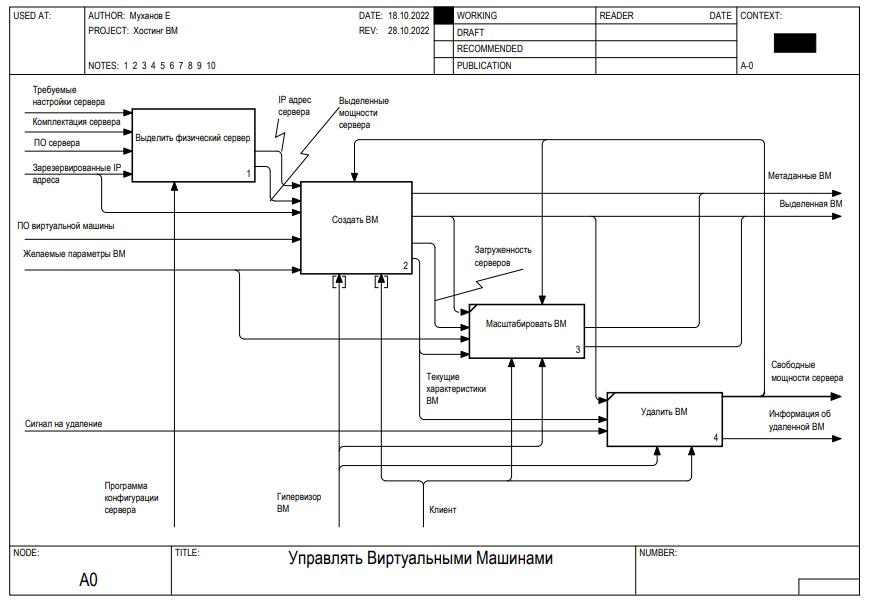 USED AT:
AUTHOR: Муханов Е
DATE: 18.10.2022
WORKING
READER
DATE
CONTEXT:
PROJECT: Хостинг ВМ
REV: 28.10.2022
DRAFT
RECOMMENDED
NOTES: 1 2 3 4 5 6 7 8 9 10
PUBLICATION
A-0
Требуемые
настройки сервера
Комплектация сервера
ПО сервера
Зарезервированные IP
адреса
Выделить физический сервер
1
IP адрес
сервера
Выделенные
мощности
сервера
ПО виртуальной машины
Желаемые параметры ВМ
Создать ВМ
2
Метаданные ВМ
Выделенная ВМ
Загруженность
серверов
Масштабировать ВМ
3
Текущие
характеристики
ВМ
Свободные
мощности сервера
Удалить ВМ
4
Информация об
удаленной ВМ
Сигнал на удаление
Программа
конфигурации
сервера
Гипервизор
ВМ
Клиент
NODE:
A0
TITLE:
Управлять Виртуальными Машинами
NUMBER: